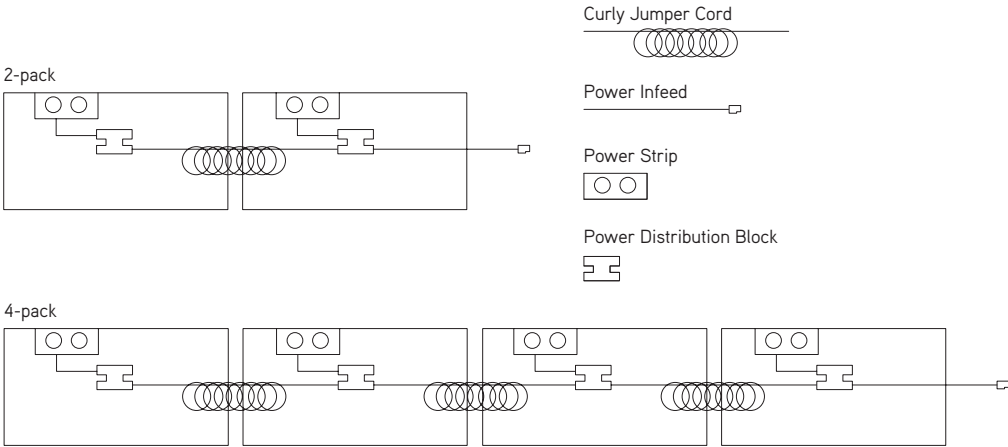 Curly Jumper Cord
2-pack
Power Infeed
Power Strip
Power Distribution Block
4-pack